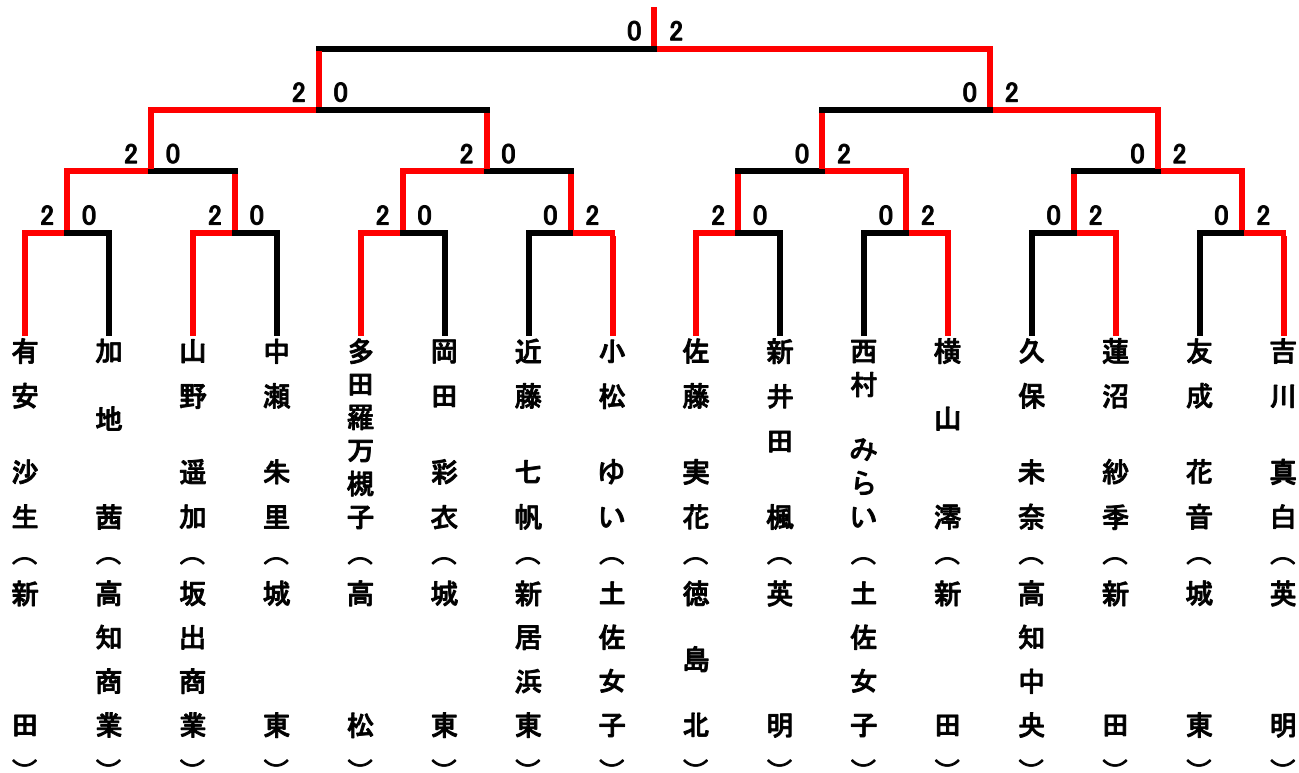 0 2
2 0 0 2
2 0 2 0 0 2 0 2
2 0 2 0 2 0 0 2 2 0 0 2 0 2 0 2
有安 沙生（新田）
加地 茜（高知商業）
山野 遥加（坂出商業）
中瀬 朱里（城東）
多田羅万槻子（高松）
岡田 彩衣（城東）
近藤 七帆（新居浜東）
小松 ゆい（土佐女子）
佐藤 実花（徳島北）
新井田 楓（英明）
西村 みらい（土佐女子）
横山 澪（新田）
久保 未奈（高知中央）
蓮沼 紗季（新田）
友成 花音（城東）
吉川 真白（英明）